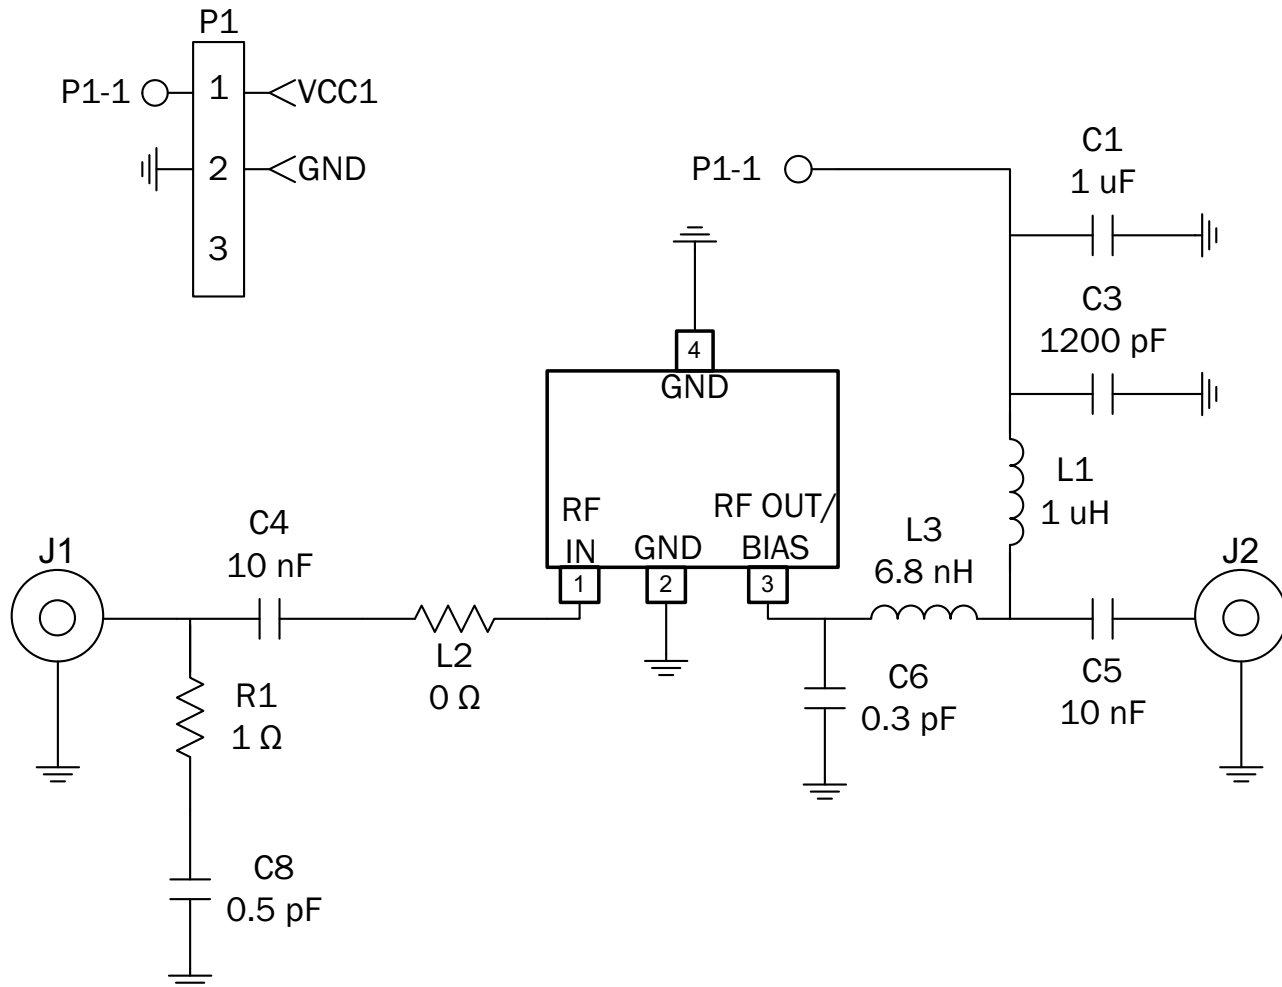 P1
P1-1
1
VCC1
2
GND
3
P1-1
C1
1 uF
C3
1200 pF
4
GND
L1
1 uH
RF
IN
GND
RF OUT/
BIAS
1
2
3
C4
10 nF
L3
6.8 nH
J1
J2
L2
0 Ω
R1
1 Ω
C6
0.3 pF
C5
10 nF
C8
0.5 pF